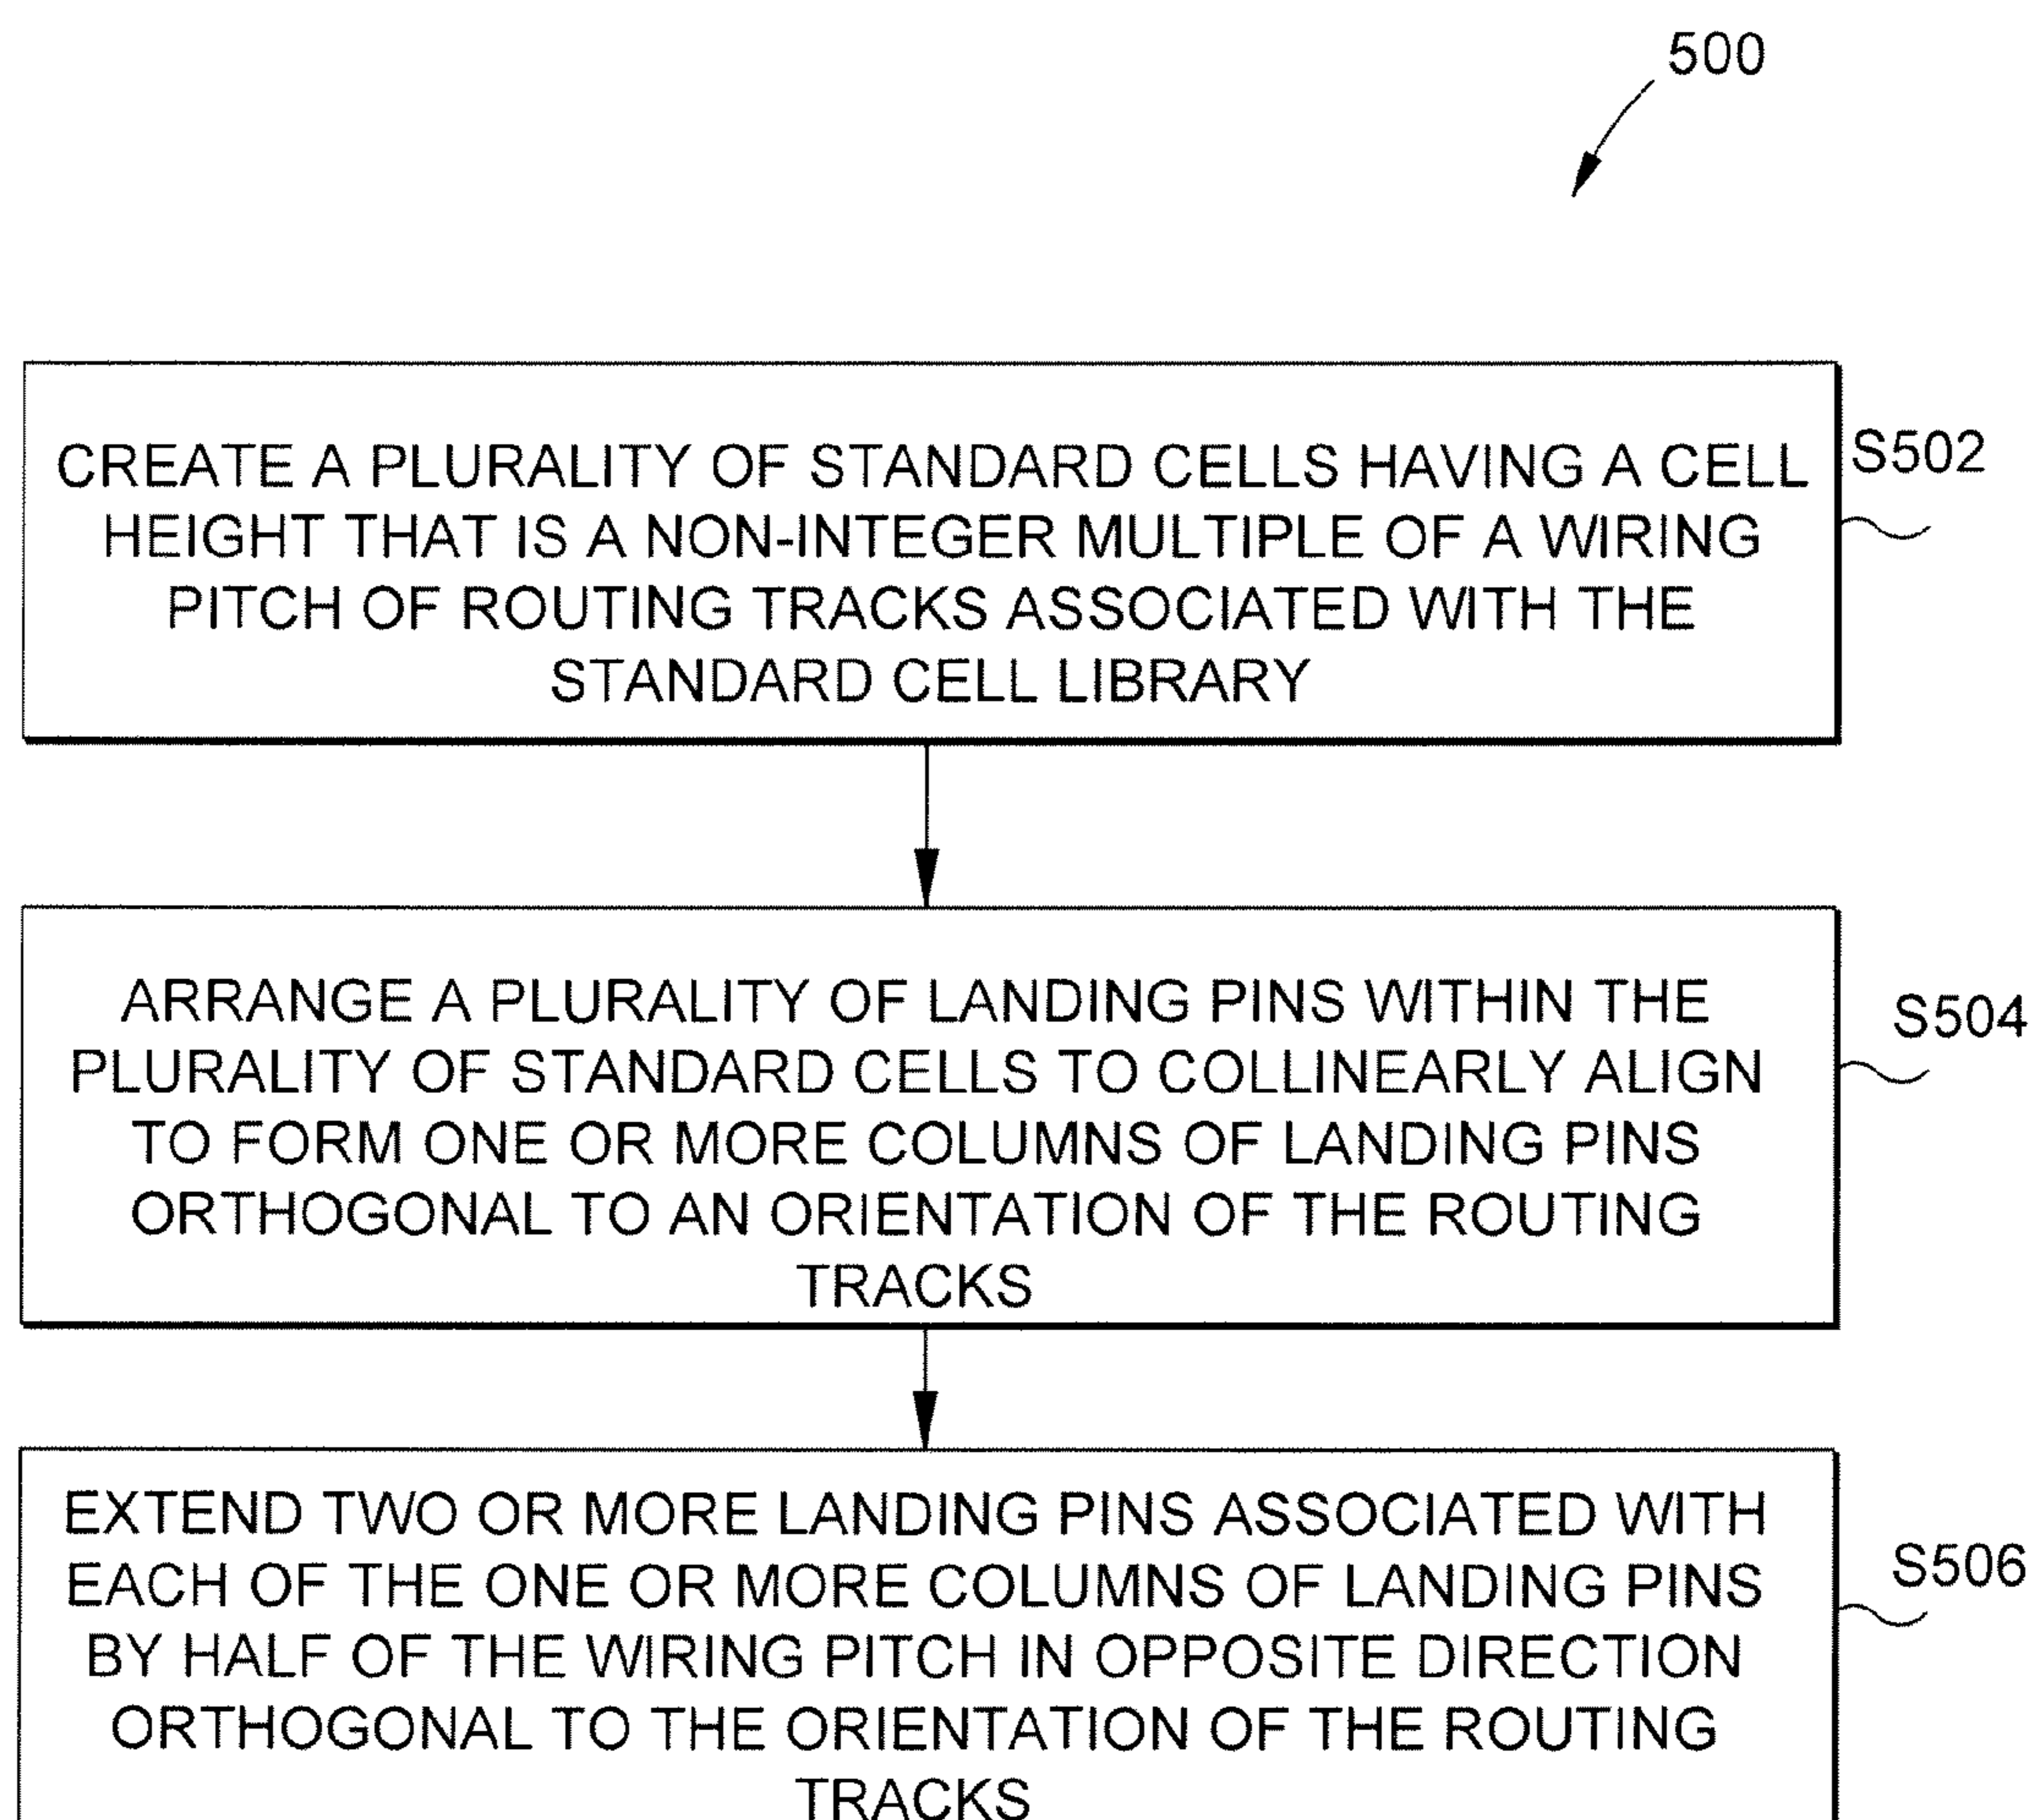 500
CREATE A PLURALITY OF STANDARD CELLS HAVING A CELL
HEIGHT THAT IS A NON-INTEGER MULTIPLE OF A WIRING
PITCH OF ROUTING TRACKS ASSOCIATED WITH THE
STANDARD CELL LIBRARY
S502
ARRANGE A PLURALITY OF LANDING PINS WITHIN THE
PLURALITY OF STANDARD CELLS TO COLLINEARLY ALIGN
TO FORM ONE OR MORE COLUMNS OF LANDING PINS
ORTHOGONAL TO AN ORIENTATION OF THE ROUTING
TRACKS
S504
EXTEND TWO OR MORE LANDING PINS ASSOCIATED WITH
EACH OF THE ONE OR MORE COLUMNS OF LANDING PINS
BY HALF OF THE WIRING PITCH IN OPPOSITE DIRECTION
ORTHOGONAL TO THE ORIENTATION OF THE ROUTING
TRACKS
S506